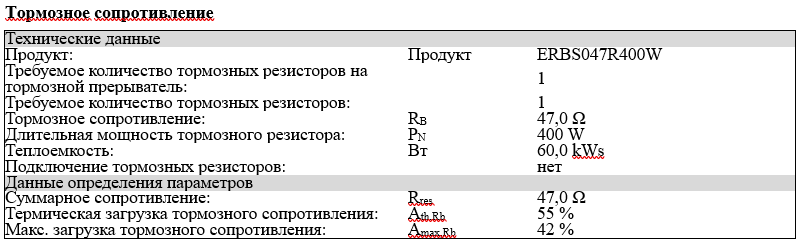 Тормозное сопротивление
Технические данные
Продукт: Продукт ERBS047R400W
Требуемое количество тормозных резисторов на
тормозной прерыватель: 1
Требуемое количество тормозных резисторов: 1
Тормозное сопротивление: RB 47,0 Ω
Длительная мощность тормозного резистора: PN 400 W
Теплоемкость: Вт 60,0 kWs
Подключение тормозных резисторов: нет
Данные определения параметров
Суммарное сопротивление: Rres 47,0 Ω
Термическая загрузка тормозного сопротивления: Ath,Rb 55 %
Макс. загрузка тормозного сопротивления: Amax,Rb 42 %